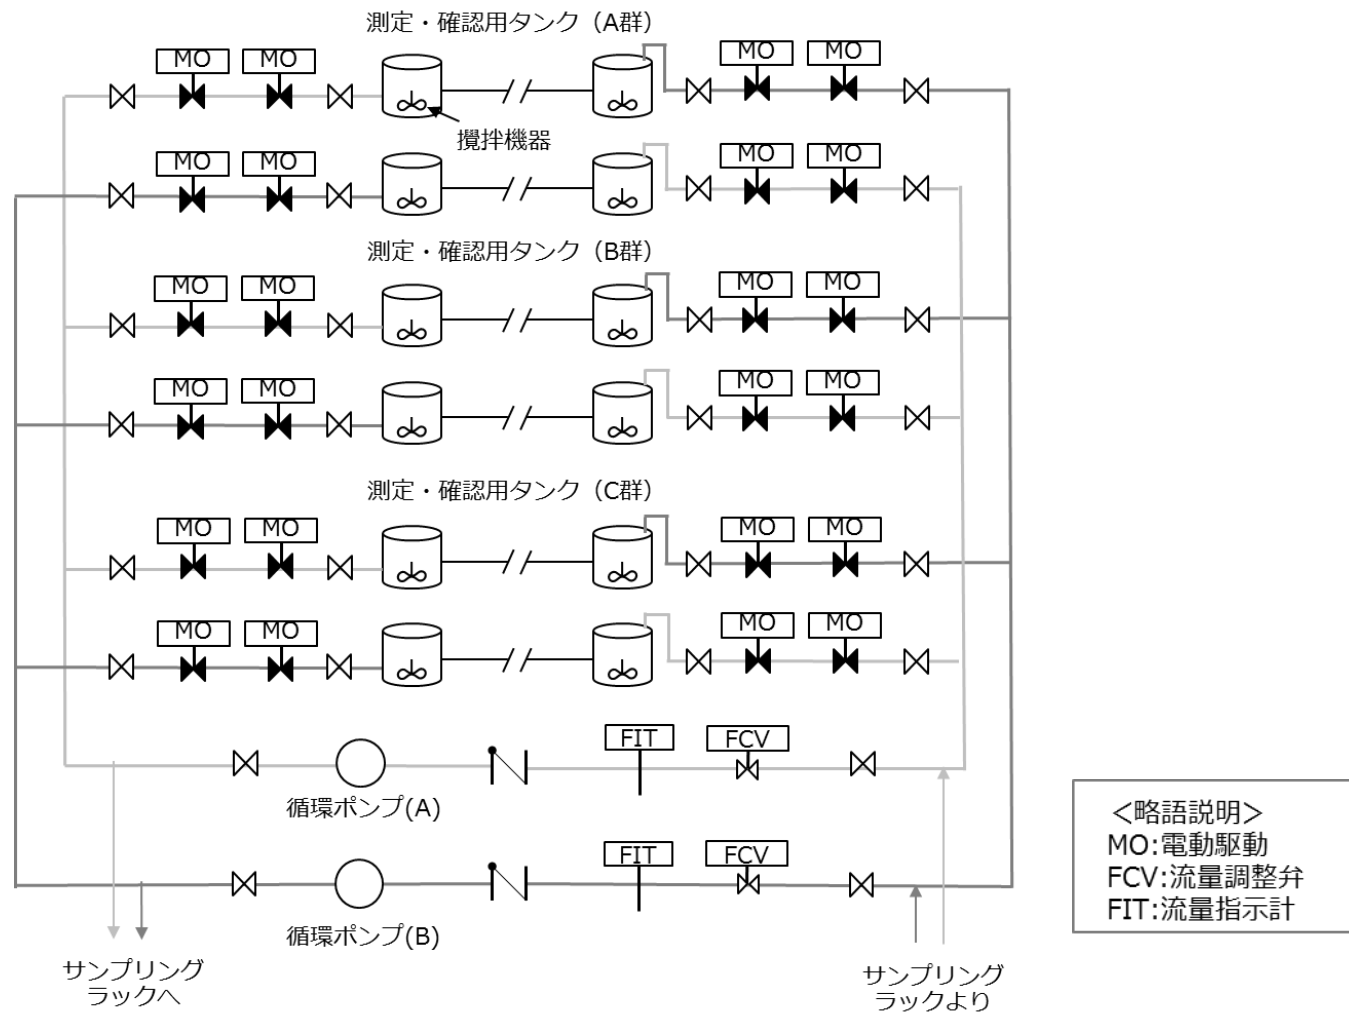 測定・確認用タンク（A群）
MO MO MO MO
攪拌機器
MO MO MO MO
測定・確認用タンク（B群）
MO MO MO MO
MO MO MO MO
測定・確認用タンク（C群）
MO MO MO MO
MO MO MO MO
FIT FCV
循環ポンプ(A)
FIT FCV
循環ポンプ(B)
サンプリング
ラックへ
サンプリング
ラックより
＜略語説明＞
MO:電動駆動
FCV:流量調整弁
FIT:流量指示計